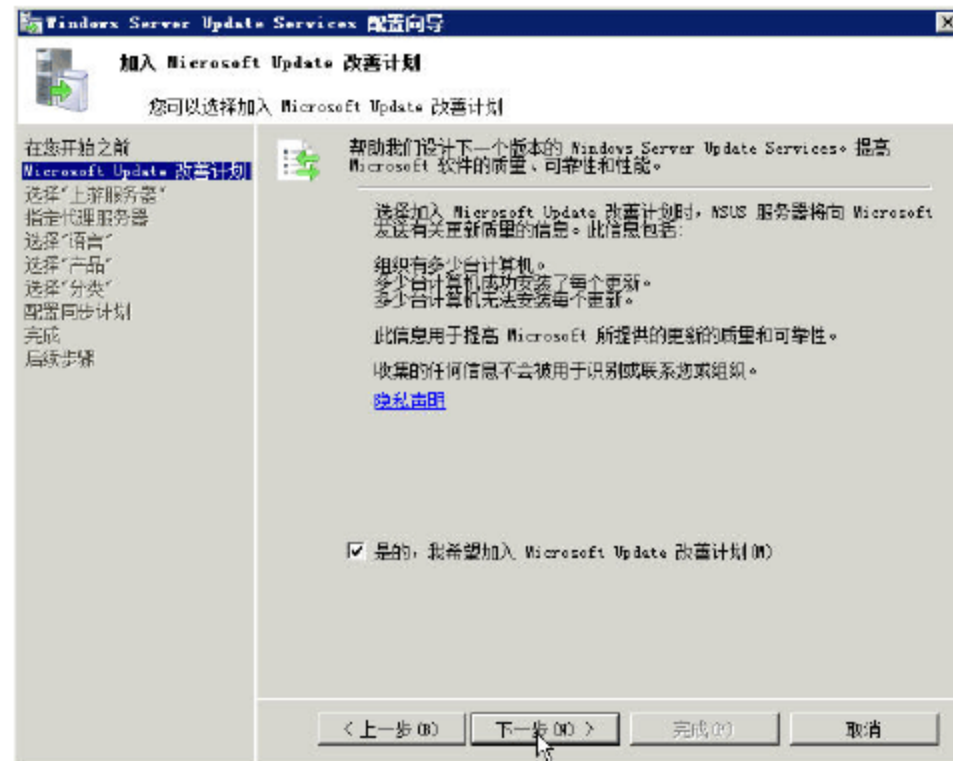 Windows Server Update Services 配置向导
加入 Microsoft Update 改善计划
您可以选择加入 Microsoft Update 改善计划
在您开始之前
Microsoft Update 改善计划
选择“上游服务器”
指定代理服务器
选择“语言”
选择“产品”
选择“分类”
配置同步计划
完成
后续步骤
帮助我们设计下一个版本的 Windows Server Update Services。提高
Microsoft 软件的质量、可靠性和性能。
选择加入 Microsoft Update 改善计划时，WSUS 服务器将向 Microsoft
发送有关更新质量的信息。此信息包括:
组织有多少台计算机。
多少台计算机成功安装了每个更新。
多少台计算机无法安装每个更新。
此信息用于提高 Microsoft 所提供的更新的质量和可靠性。
收集的任何信息不会被用于识别或联系您或组织。
隐私声明
是的，我希望加入 Microsoft Update 改善计划(M)
< 上一步(B)
下一步(N) >
完成(F)
取消